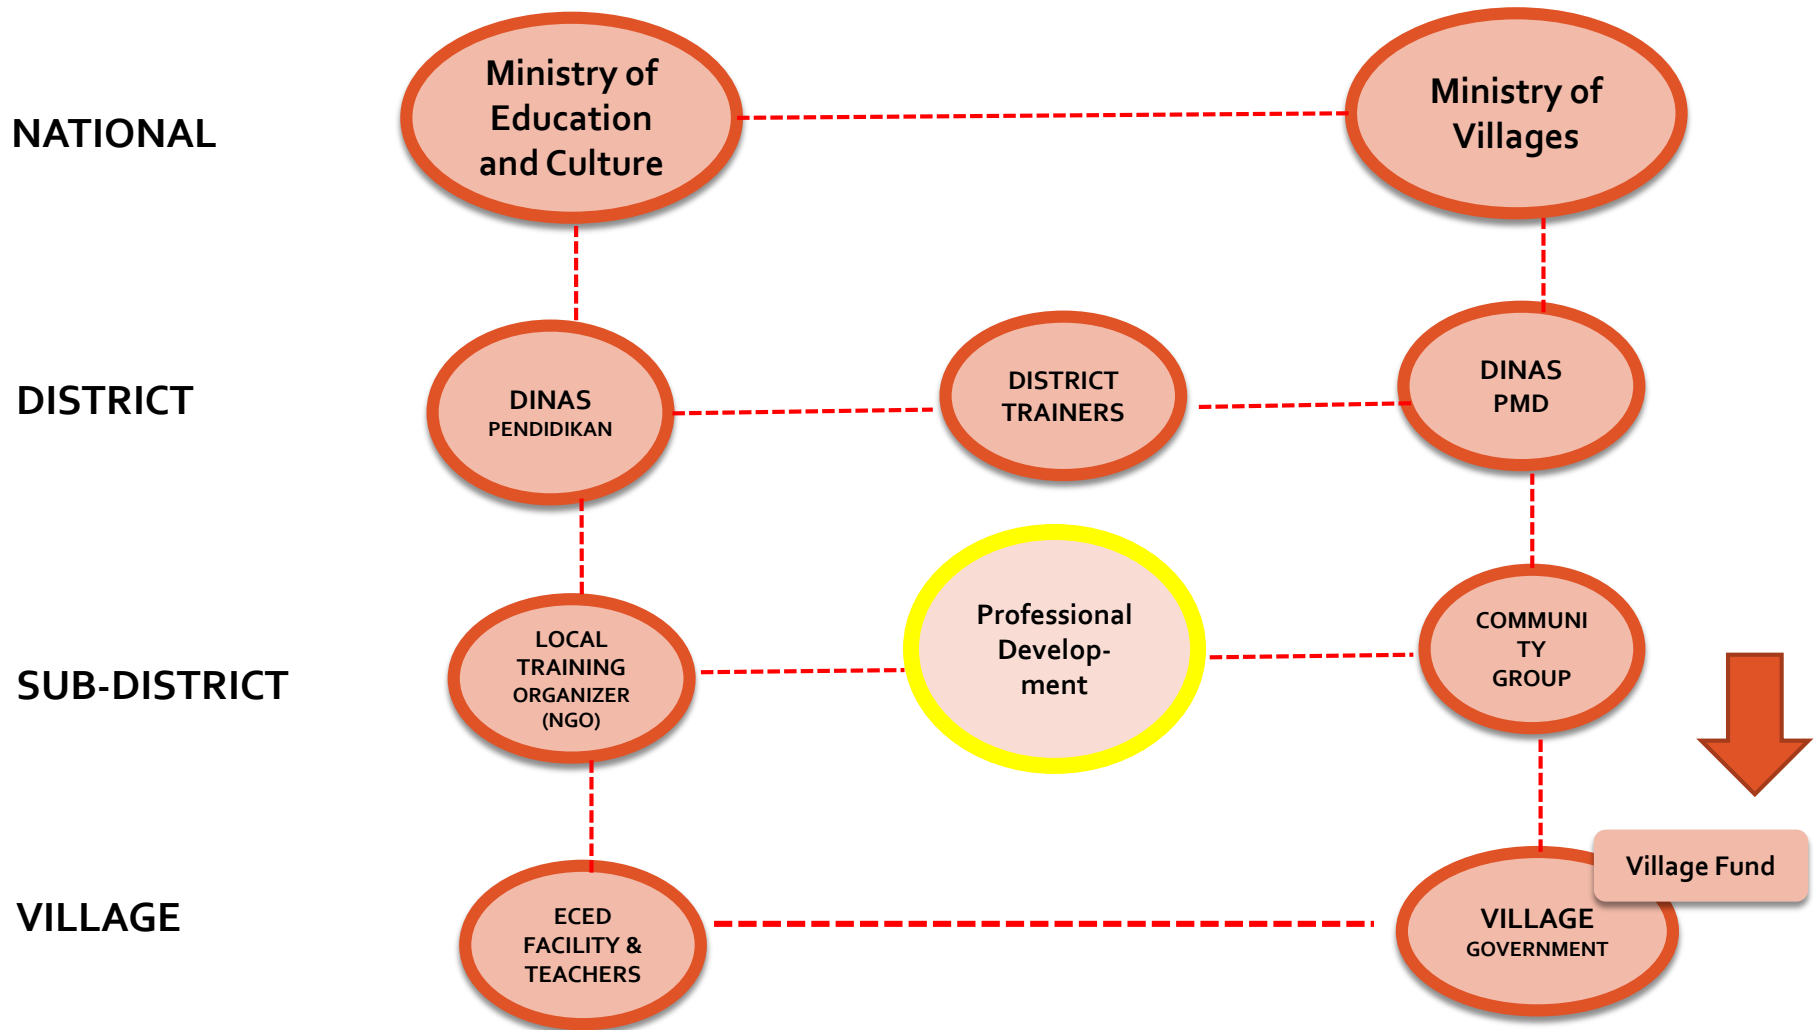 NATIONAL
Ministry of
Education
and Culture
Ministry of
Villages
DISTRICT
DINAS
PENDIDIKAN
DISTRICT
TRAINERS
DINAS
PMD
SUB-DISTRICT
LOCAL
TRAINING
ORGANIZER
(NGO)
Professional
Develop-
ment
COMMUNI
TY
GROUP
VILLAGE
ECED
FACILITY &
TEACHERS
VILLAGE
GOVERNMENT
Village Fund